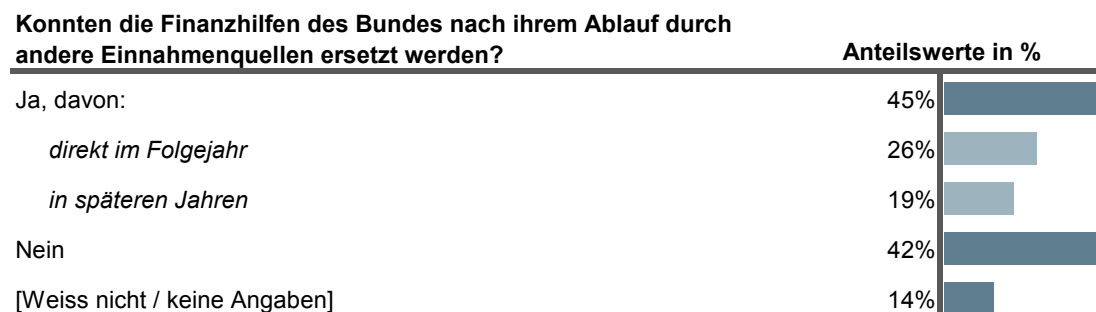 Konnten die Finanzhilfen des Bundes nach ihrem Ablauf durch
andere Einnahmenquellen ersetzt werden? Anteilswerte in %
Ja, davon: 45%
direkt im Folgejahr 26%
in späteren Jahren 19%
Nein 42%
[Weiss nicht / keine Angaben] 14%